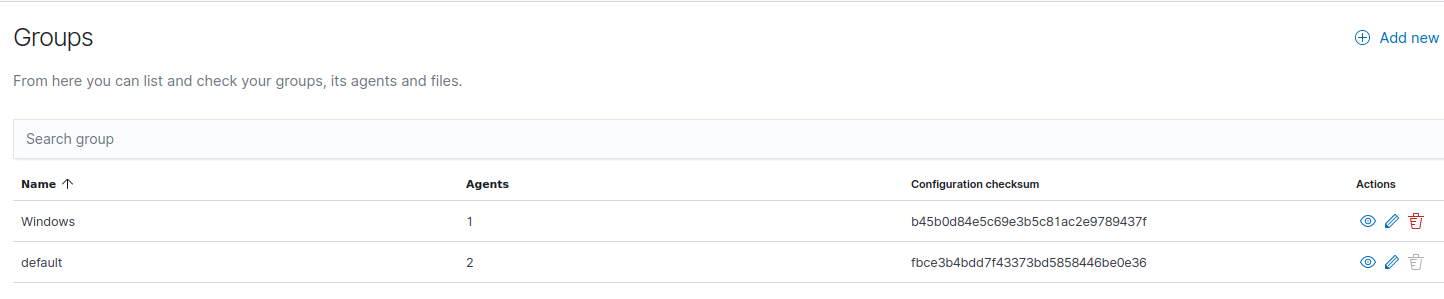 Groups
Add new
From here you can list and check your groups, its agents and files.
Search group
Name Agents Configuration checksum Actions
Windows 1 b45b0d84e5c69e3b5c81ac2e9789437f
default 2 fbce3b4bdd7f43373bd5858446be0e36